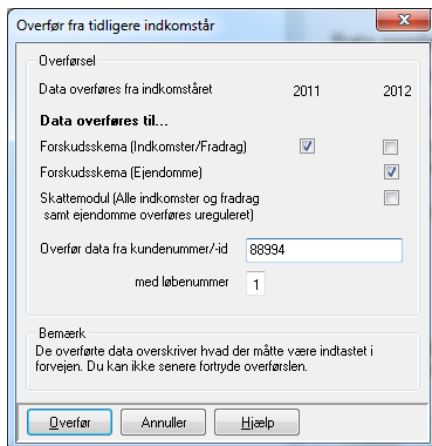 Overfør fra tidligere indkomstår
Overførsel
Data overføres fra indkomståret 2011 2012
Data overføres til...
Forskudsskema (Indkomster/Fradrag)
Forskudsskema (Ejendomme)
Skattemodul (Alle indkomster og fradrag
samt ejendomme overføres ureguleret)
Overfør data fra kundenummer/-id 88994
med løbenummer 1
Bemærk
De overførte data overskriver hvad der måtte være indtastet i
forvejen. Du kan ikke senere fortryde overførslen.
Overfør Annuller Hjælp